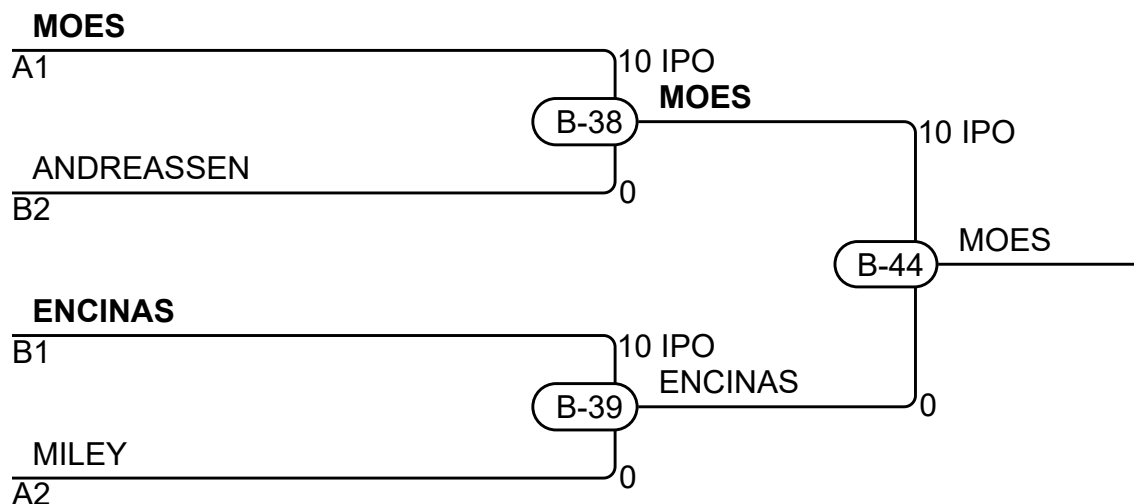 MOES
A1
10 IPO
MOES
B-38
10 IPO
ANDREASSEN
0
B2
MOES
B-44
ENCINAS
B1
10 IPO
ENCINAS
B-39
0
MILEY
0
A2